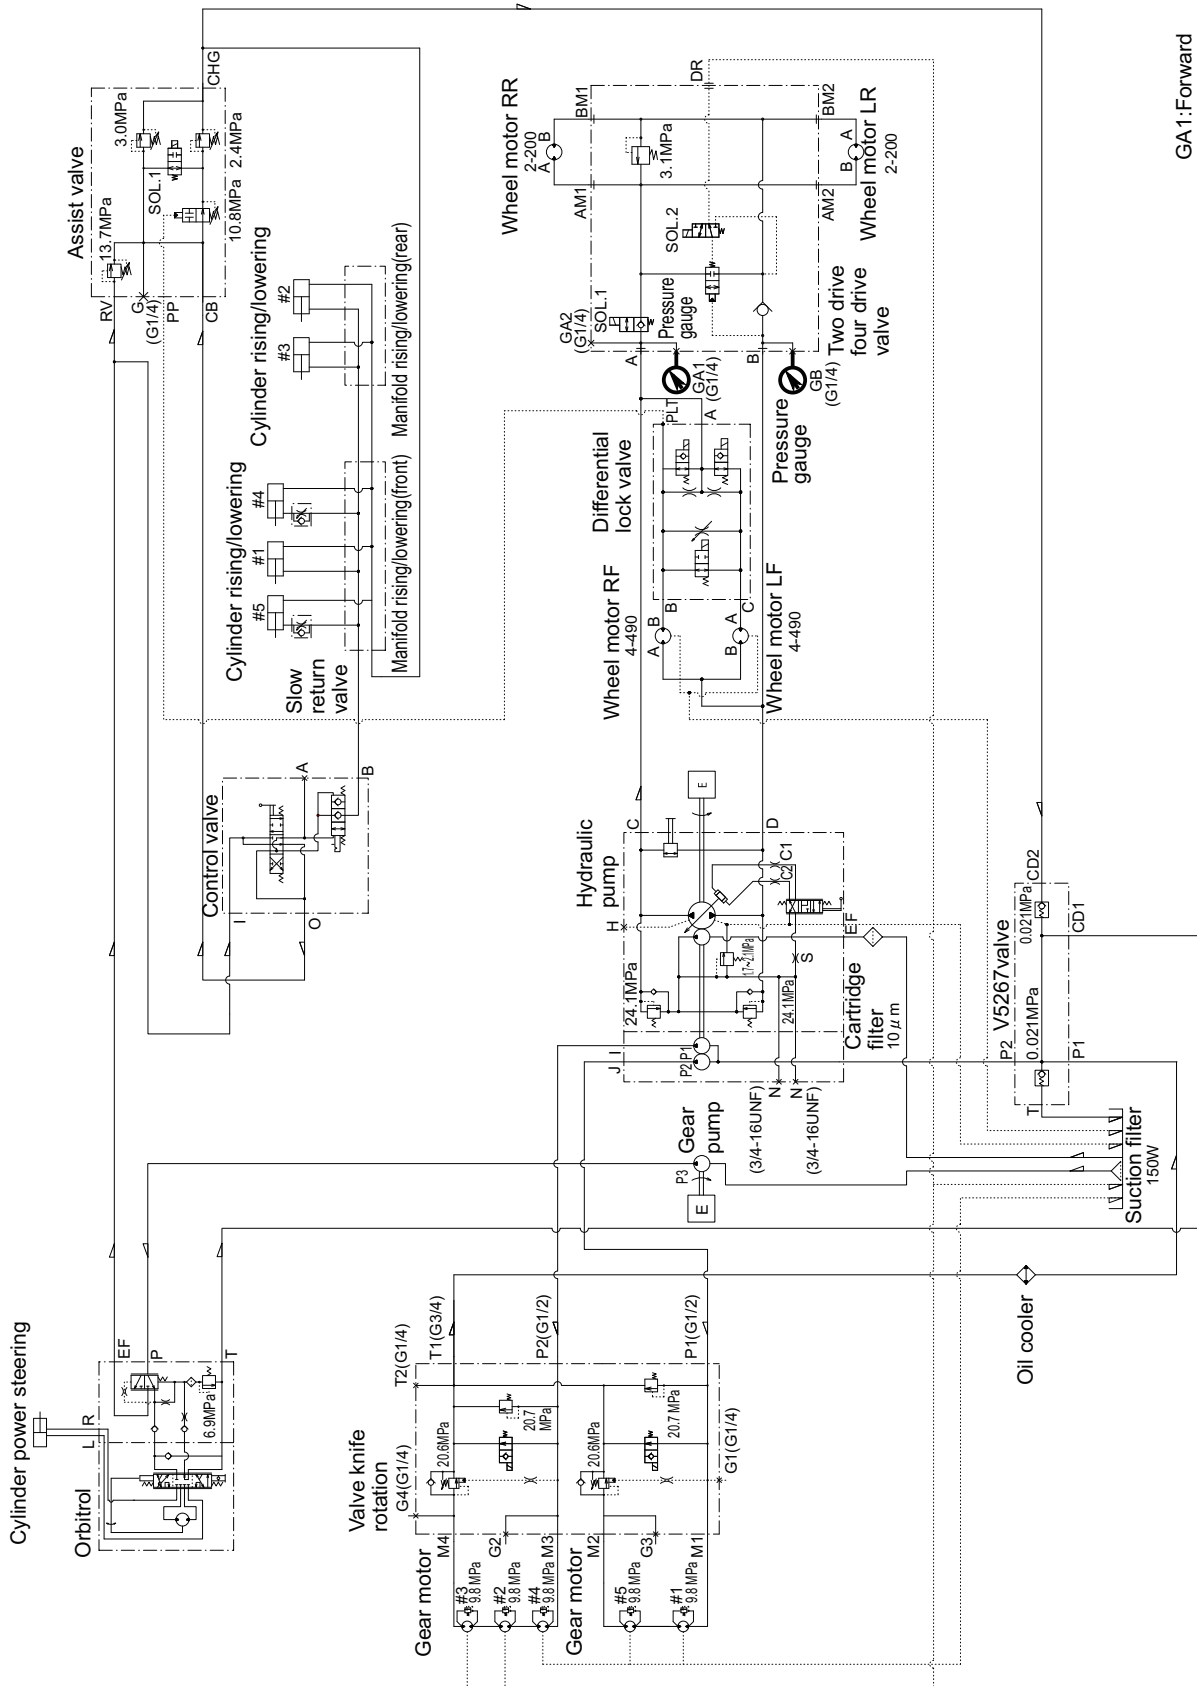 Cylinder power steering
Orbitrol
L
R
EF
P
T
6.9MPa
Valve knife
rotation
G4(G1/4)
T2(G1/4)
T1(G3/4)
P2(G1/2)
P1(G1/2)
G1(G1/4)
20.6MPa
20.7
MPa
20.6MPa
20.7 MPa
M4
G2
M3
M2
G3
M1
Gear motor
#3
9.8 MPa
#2
9.8 MPa
#4
9.8 MPa
Gear motor
#5
9.8 MPa
#1
9.8 MPa
Oil cooler
Gear
pump
P3
E
Suction filter
150W
V5267valve
0.021MPa
0.021MPa
P2
P1
T
CD2
CD1
Hydraulic
pump
H
C
D
E
C1
C2
EF
S
J
I
P2
P1
24.1MPa
24.1MPa
1.7~2.1MPa
N
(3/4-16UNF)
N
(3/4-16UNF)
Cartridge
filter
10μm
Control valve
I
O
A
B
Slow
return
valve
Cylinder rising/lowering
#5
#1
#4
Manifold rising/lowering(front)
Cylinder rising/lowering
#3
#2
Manifold rising/lowering(rear)
Assist valve
RV
G
(G1/4)
PP
CB
CHG
13.7MPa
3.0MPa
SOL.1
10.8MPa
2.4MPa
Wheel motor RF
4-490
A
B
Wheel motor LF
4-490
B
A
Differential
lock valve
B
C
PLT
A
Pressure
gauge
GA1
(G1/4)
GA2
(G1/4)
SOL.1
A
B
Pressure
gauge
GB
(G1/4)
Two drive
four drive
valve
SOL.2
3.1MPa
DR
AM1
BM1
AM2
BM2
Wheel motor RR
2-200
A
B
Wheel motor LR
2-200
B
A
GA1:Forward